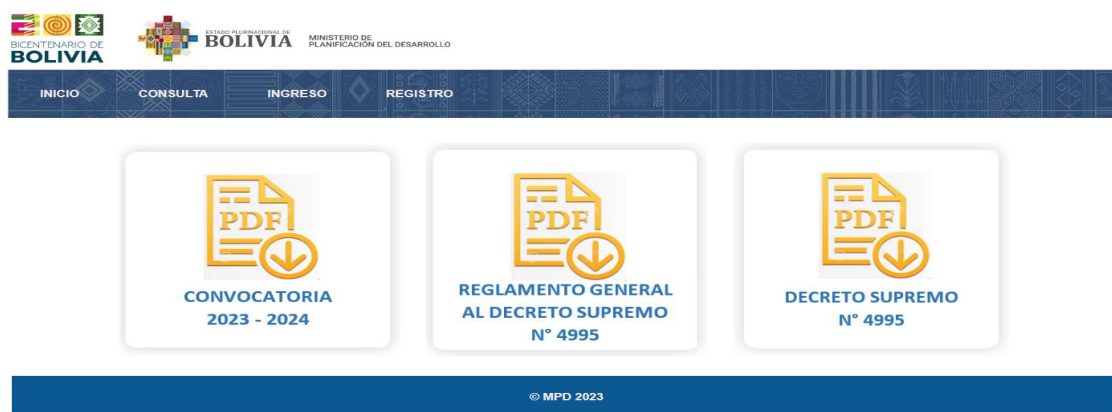 BICENTENARIO DE
BOLIVIA
ESTADO PLURINACIONAL DE
BOLIVIA
MINISTERIO DE
PLANIFICACIÓN DEL DESARROLLO
INICIO CONSULTA INGRESO REGISTRO
PDF
CONVOCATORIA
2023 - 2024
PDF
REGLAMENTO GENERAL
AL DECRETO SUPREMO
N° 4995
PDF
DECRETO SUPREMO
N° 4995
© MPD 2023